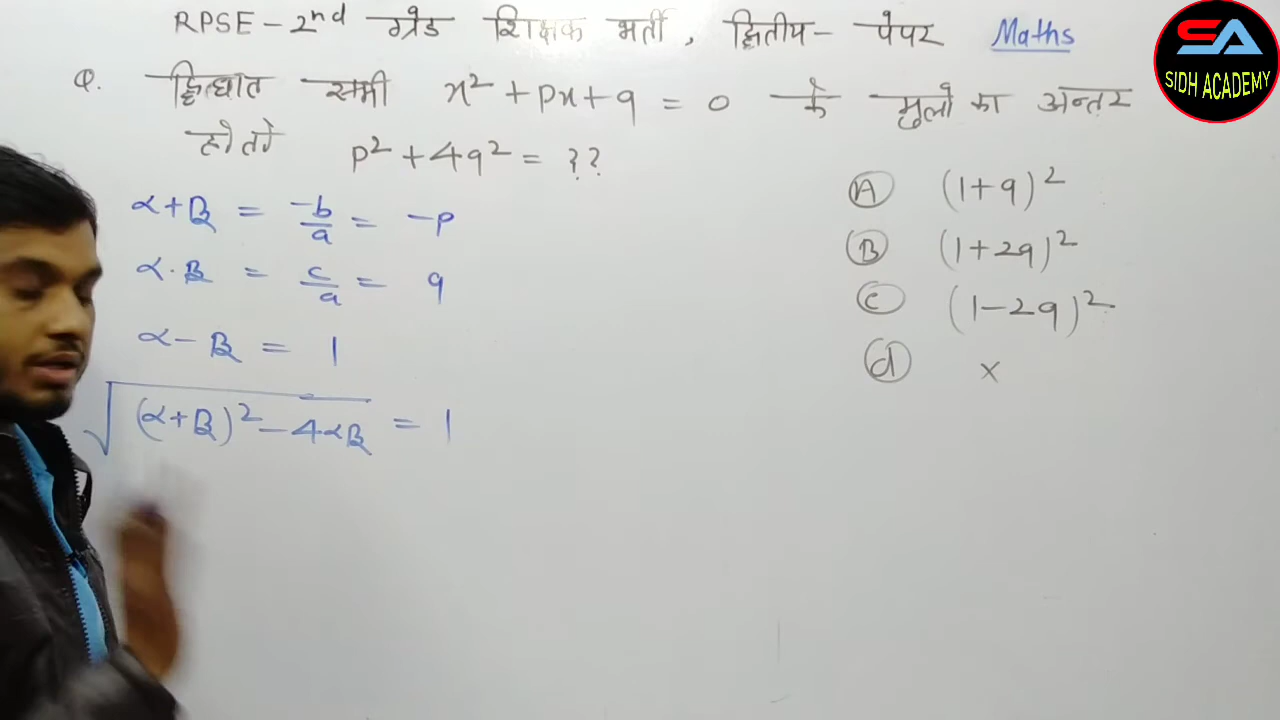 RPSE - 2nd ग्रेड शिक्षक भर्ती, द्वितीय - पेपर Maths
SA
SIDH ACADEMY
Q. द्विघात समी x² + px + q = 0 के मुलो का अन्तर
हो तो p² + 4q² = ??
α + β = -b/a = -p
α · β = c/a = q
α - β = 1
√(α+β)² - 4αβ = 1
(A) (1+q)²
(B) (1+2q)²
(C) (1-2q)²
(d) x